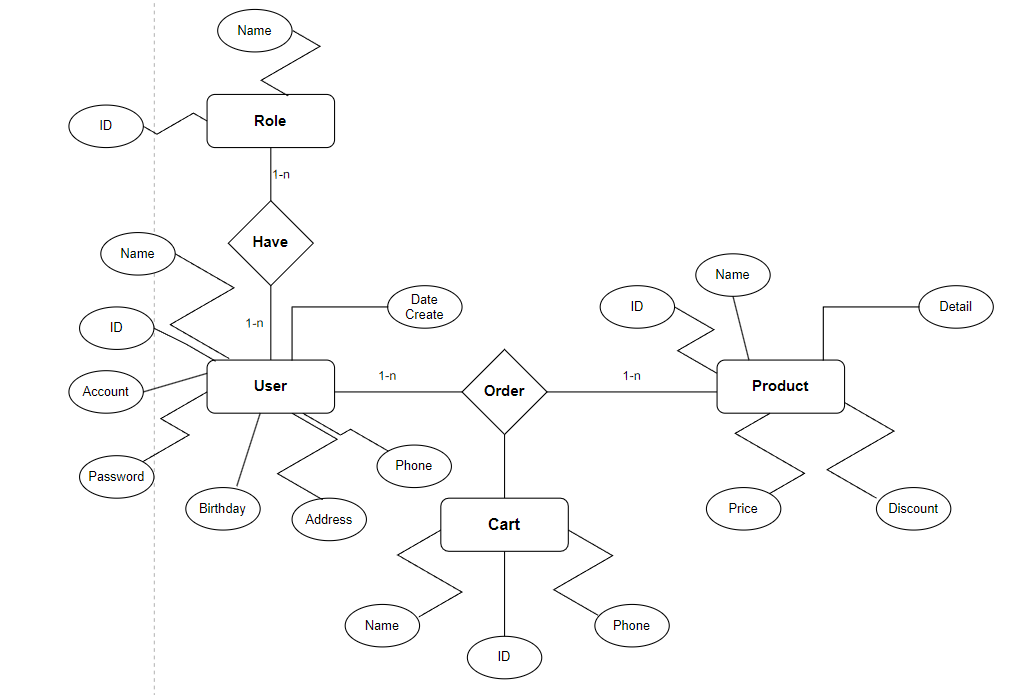 Name
ID
Role
1-n
Have
Name
1-n
ID
Date
Create
Account
User
1-n
Order
1-n
ID
Name
Detail
Product
Password
Birthday
Address
Phone
Price
Discount
Cart
Name
ID
Phone